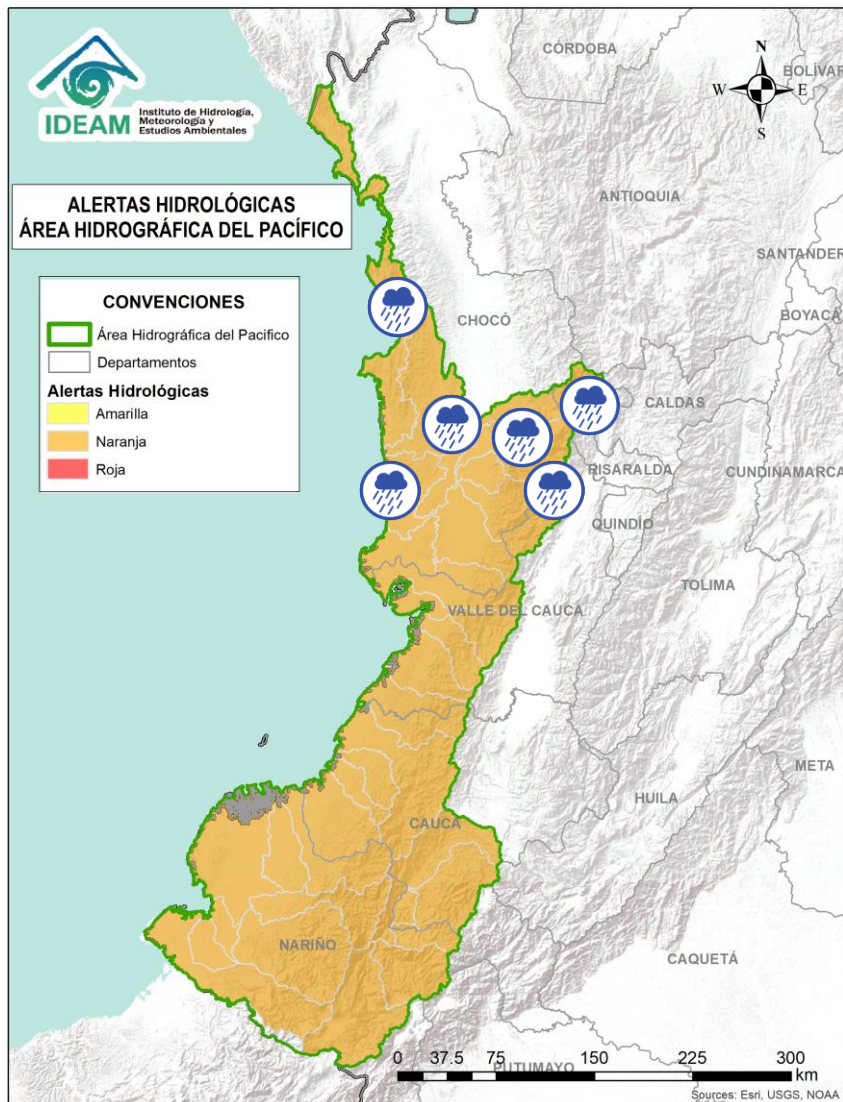 IDEAM
Instituto de Hidrología,
Meteorología y
Estudios Ambientales
ALERTAS HIDROLÓGICAS
ÁREA HIDROGRÁFICA DEL PACÍFICO
CONVENCIONES
Área Hidrográfica del Pacifico
Departamentos
Alertas Hidrológicas
Amarilla
Naranja
Roja
N
W
E
S
CÓRDOBA
BOLÍVAR
ANTIOQUIA
SANTANDER
BOYACÁ
CHOCÓ
CALDAS
RISARALDA
CUNDINAMARCA
QUINDÍO
TOLIMA
VALLE DEL CAUCA
META
HUILA
CAUCA
NARIÑO
CAQUETÁ
PUTUMAYO
0 37.5 75 150 225 300
km
Sources: Esri, USGS, NOAA